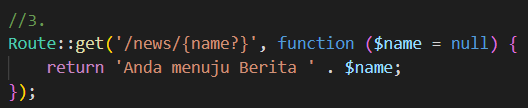 //3.
Route::get('/news/{name?}', function ($name = null) {
    return 'Anda menuju Berita ' . $name;
});